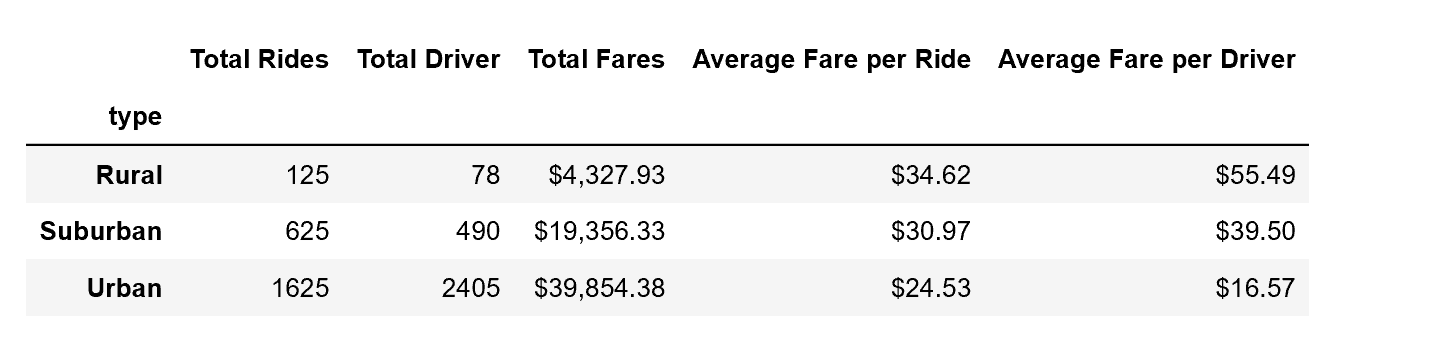 Total Rides Total Driver Total Fares Average Fare per Ride Average Fare per Driver
type
Rural 125 78 $4,327.93 $34.62 $55.49
Suburban 625 490 $19,356.33 $30.97 $39.50
Urban 1625 2405 $39,854.38 $24.53 $16.57